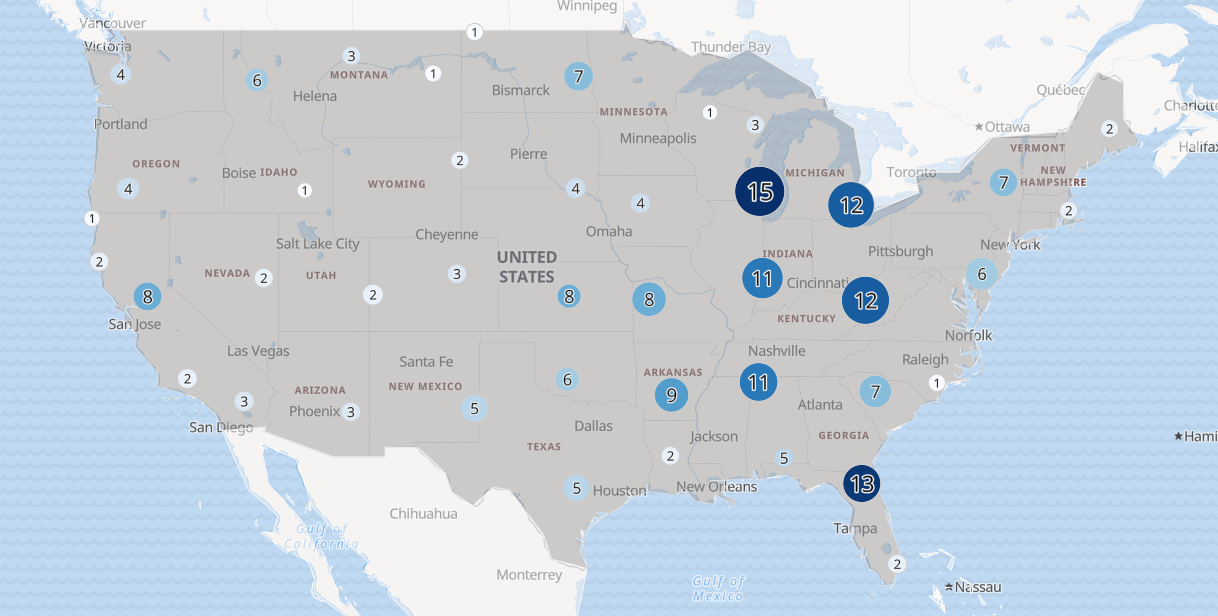 Winnipeg
Vancouver
1
Victoria
Thunder Bay
3
4
MONTANA
1
7
6
Helena
Bismarck
Québec
Charlotte
MINNESOTA
1
Portland
3
Ottawa
2
Minneapolis
Halifax
VERMONT
OREGON
2
Pierre
Boise
IDAHO
MICHIGAN
Toronto
NEW
HAMPSHIRE
WYOMING
7
4
1
4
15
4
12
2
1
Omaha
Cheyenne
Salt Lake City
New York
Pittsburgh
UNITED
STATES
INDIANA
2
NEVADA
2
UTAH
3
11
Cincinnati
6
8
2
8
8
12
San Jose
KENTUCKY
Norfolk
Las Vegas
Nashville
Santa Fe
Raleigh
ARKANSAS
2
ARIZONA
NEW MEXICO
6
11
1
3
9
7
Phoenix
3
5
Atlanta
San Diego
Dallas
Jackson
GEORGIA
Hami
TEXAS
2
5
5
Houston
New Orleans
13
Chihuahua
Gulf of
California
Tampa
2
Monterrey
Gulf of
Mexico
Nassau